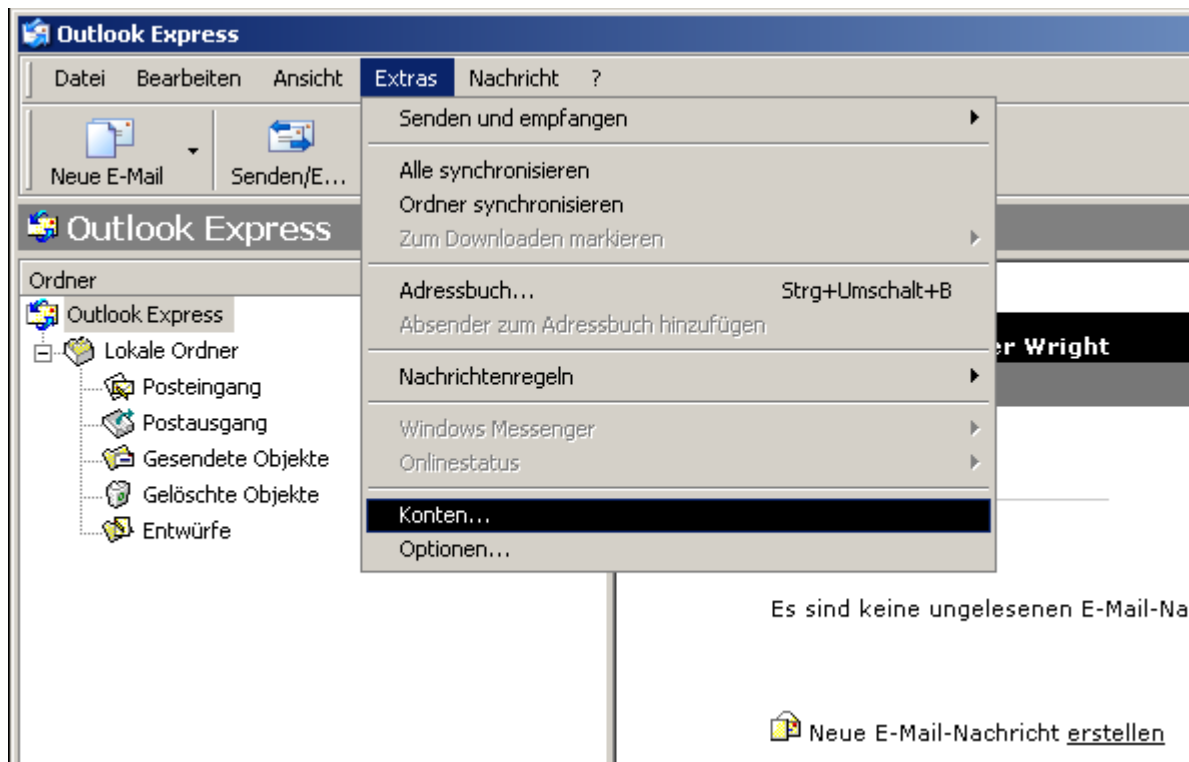 Outlook Express
Datei Bearbeiten Ansicht Extras Nachricht ?
Neue E-Mail Senden/E...
Outlook Express
Senden und empfangen
Alle synchronisieren
Ordner synchronisieren
Zum Downloaden markieren
Adressbuch... Strg+Umschalt+B
Absender zum Adressbuch hinzufügen
Nachrichtenregeln
Windows Messenger
Onlinestatus
Konten...
Optionen...
Ordner
Outlook Express
Lokale Ordner
Posteingang
Postausgang
Gesendete Objekte
Gelöschte Objekte
Entwürfe
er Wright
Es sind keine ungelesenen E-Mail-Na
Neue E-Mail-Nachricht erstellen